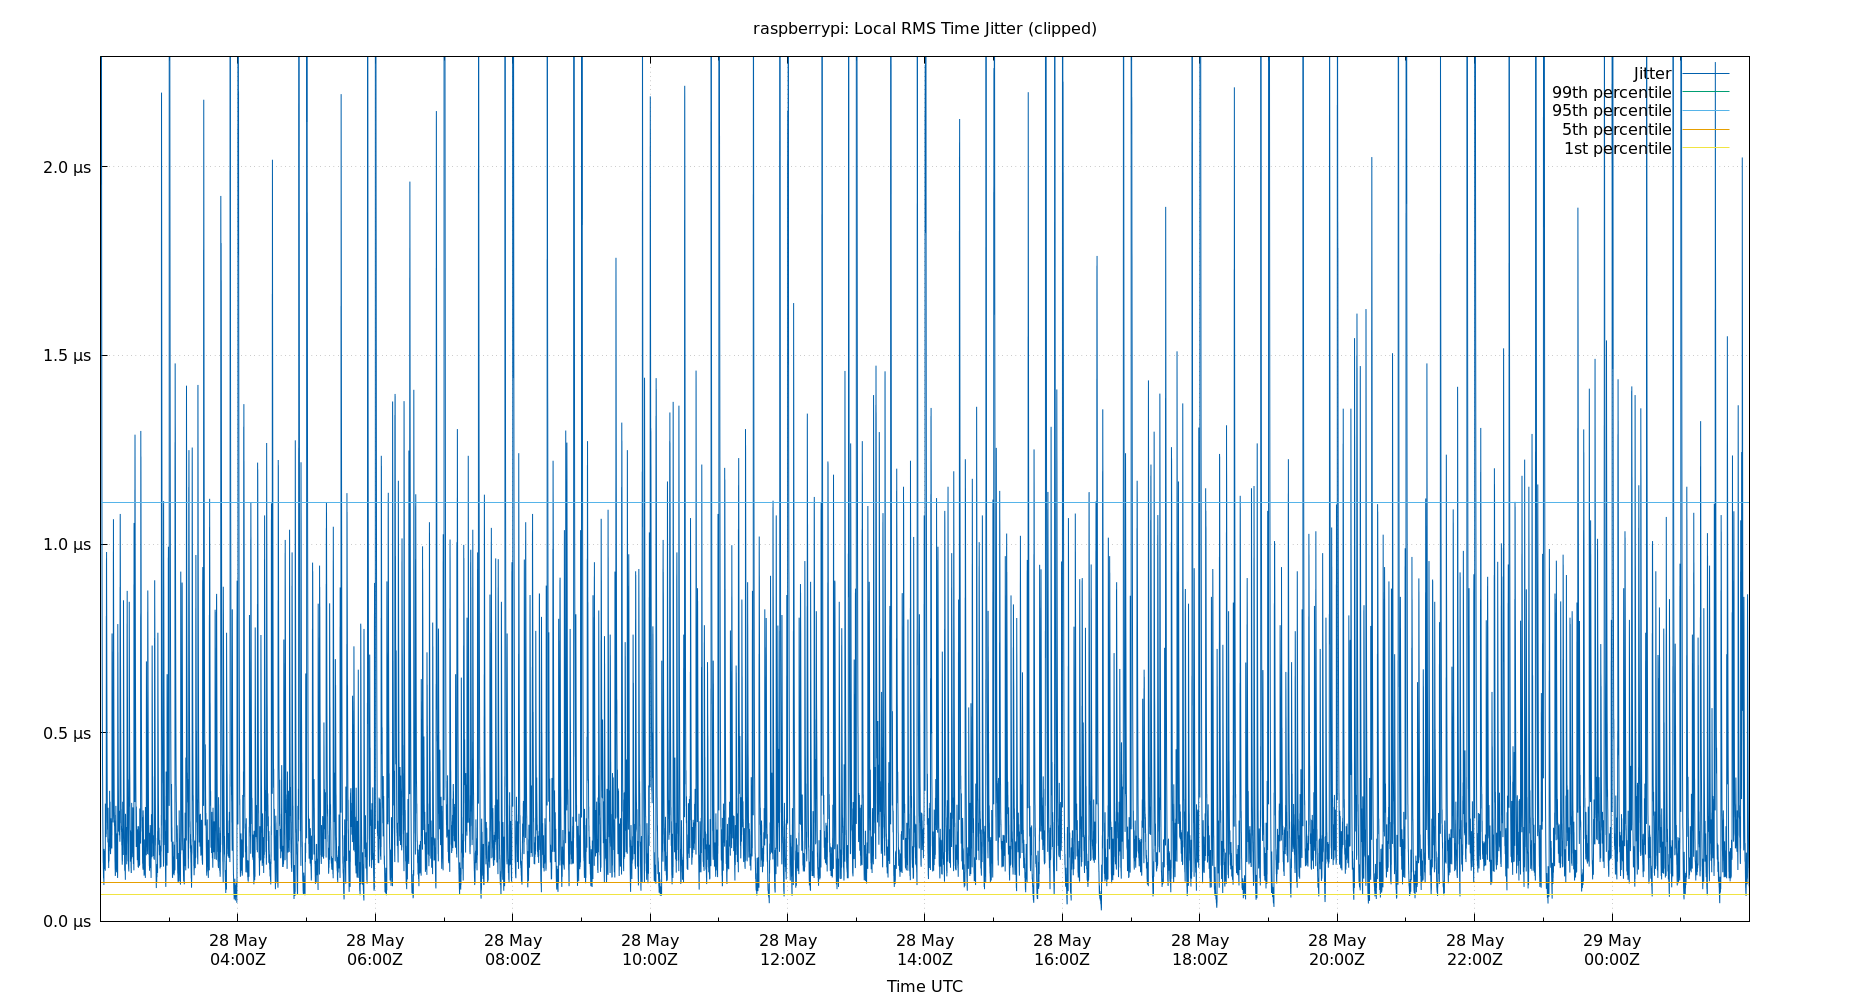 raspberrypi: Local RMS Time Jitter (clipped)
Jitter
99th percentile
95th percentile
5th percentile
1st percentile
2.0 µs
1.5 µs
1.0 µs
0.5 µs
0.0 µs
28 May 28 May 28 May 28 May 28 May 28 May 28 May 28 May 28 May 28 May 29 May
04:00Z 06:00Z 08:00Z 10:00Z 12:00Z 14:00Z 16:00Z 18:00Z 20:00Z 22:00Z 00:00Z
Time UTC